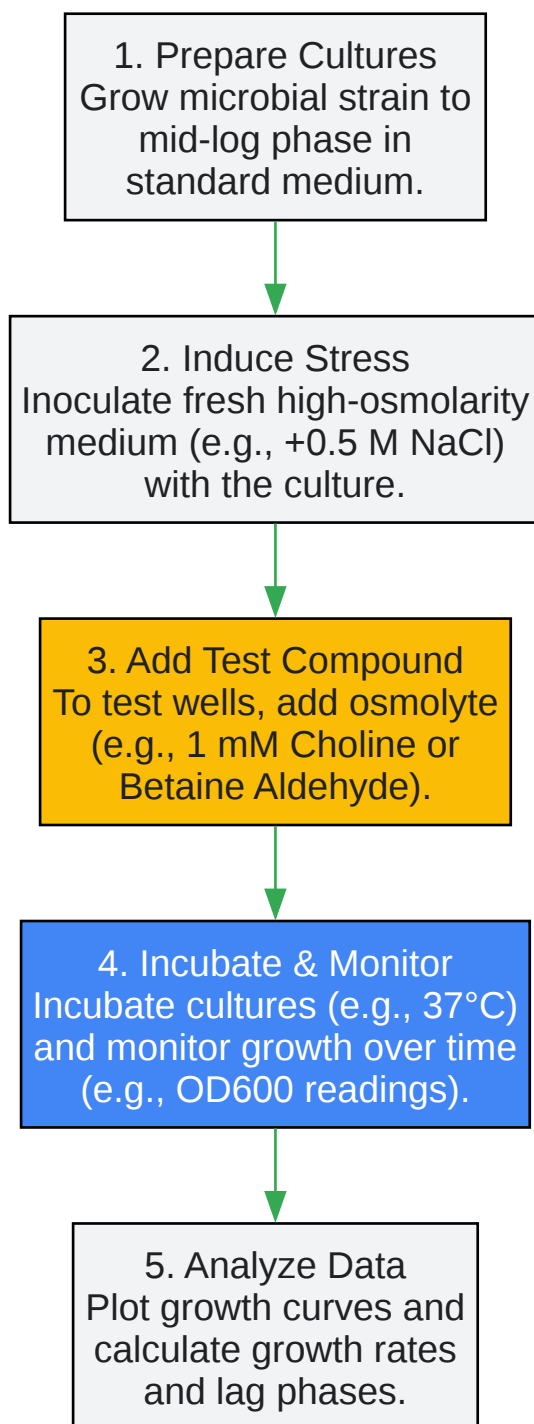 1. Prepare Cultures
Grow microbial strain to
mid-log phase in
standard medium.
2. Induce Stress
Inoculate fresh high-osmolarity
medium (e.g., +0.5 M NaCl)
with the culture.
3. Add Test Compound
To test wells, add osmolyte
(e.g., 1 mM Choline or
Betaine Aldehyde).
4. Incubate & Monitor
Incubate cultures (e.g., 37°C)
and monitor growth over time
(e.g., OD600 readings).
5. Analyze Data
Plot growth curves and
calculate growth rates
and lag phases.